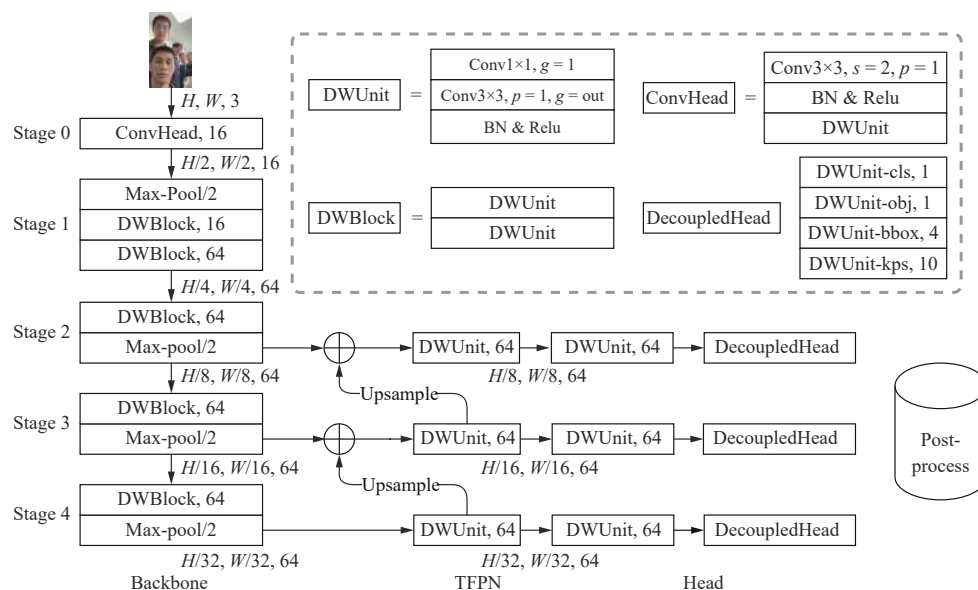 H, W, 3
Stage 0
ConvHead, 16
H/2, W/2, 16
Stage 1
Max-Pool/2
DWBlock, 16
DWBlock, 64
H/4, W/4, 64
Stage 2
DWBlock, 64
Max-pool/2
H/8, W/8, 64
Stage 3
DWBlock, 64
Max-pool/2
H/16, W/16, 64
Stage 4
DWBlock, 64
Max-pool/2
H/32, W/32, 64
Backbone
DWUnit =
Conv1×1, g = 1
Conv3×3, p = 1, g = out
BN & Relu
ConvHead =
Conv3×3, s = 2, p = 1
BN & Relu
DWUnit
DWBlock =
DWUnit
DWUnit
DecoupledHead
DWUnit-cls, 1
DWUnit-obj, 1
DWUnit-bbox, 4
DWUnit-kps, 10
DWUnit, 64
DWUnit, 64
DecoupledHead
H/8, W/8, 64
Upsample
DWUnit, 64
DWUnit, 64
DecoupledHead
H/16, W/16, 64
Upsample
DWUnit, 64
DWUnit, 64
DecoupledHead
H/32, W/32, 64
TFPN
Head
Post-
process